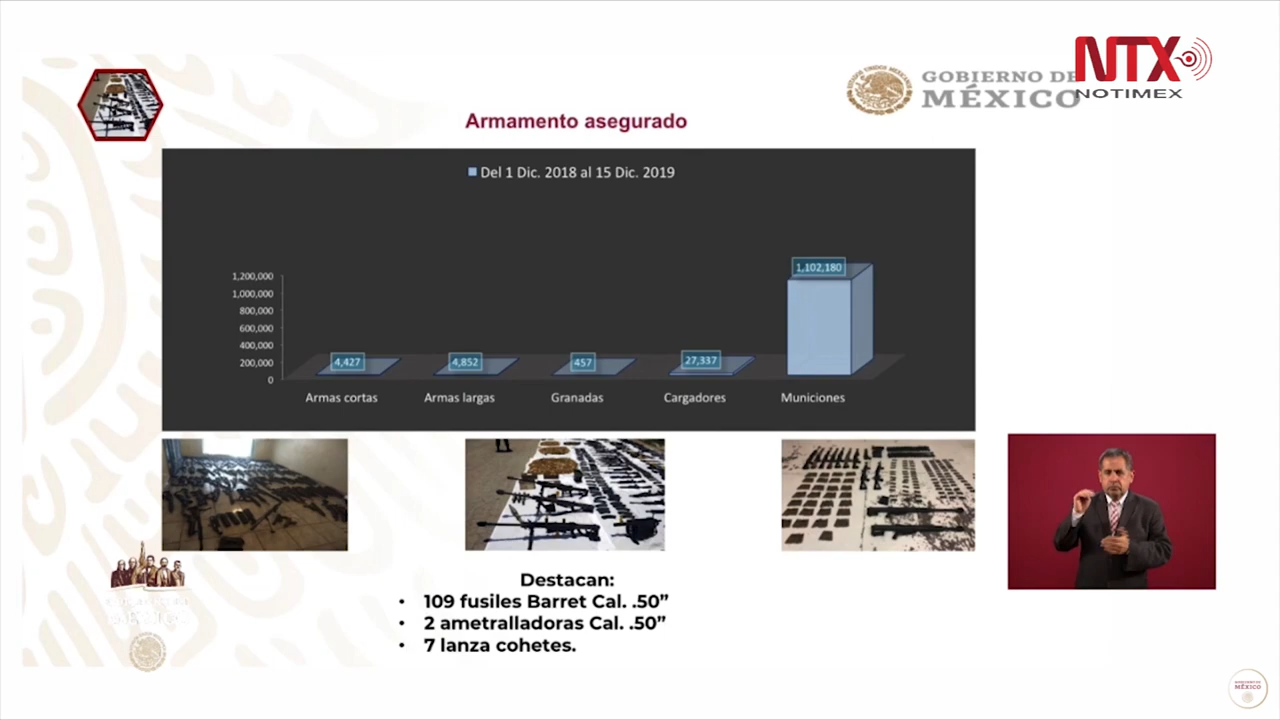 NTX
NOTIMEX
GOBIERNO DE
MÉXICO
Armamento asegurado
Del 1 Dic. 2018 al 15 Dic. 2019
1,200,000
1,000,000
800,000
600,000
400,000
200,000
0
4,427
4,852
457
27,337
1,102,180
Armas cortas
Armas largas
Granadas
Cargadores
Municiones
Destacan:
• 109 fusiles Barret Cal. .50”
• 2 ametralladoras Cal. .50”
• 7 lanza cohetes.
GOBIERNO DE
MÉXICO